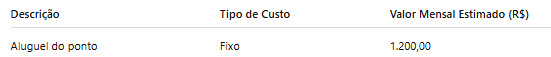 Descrição Tipo de Custo Valor Mensal Estimado (R$)
Aluguel do ponto Fixo 1.200,00